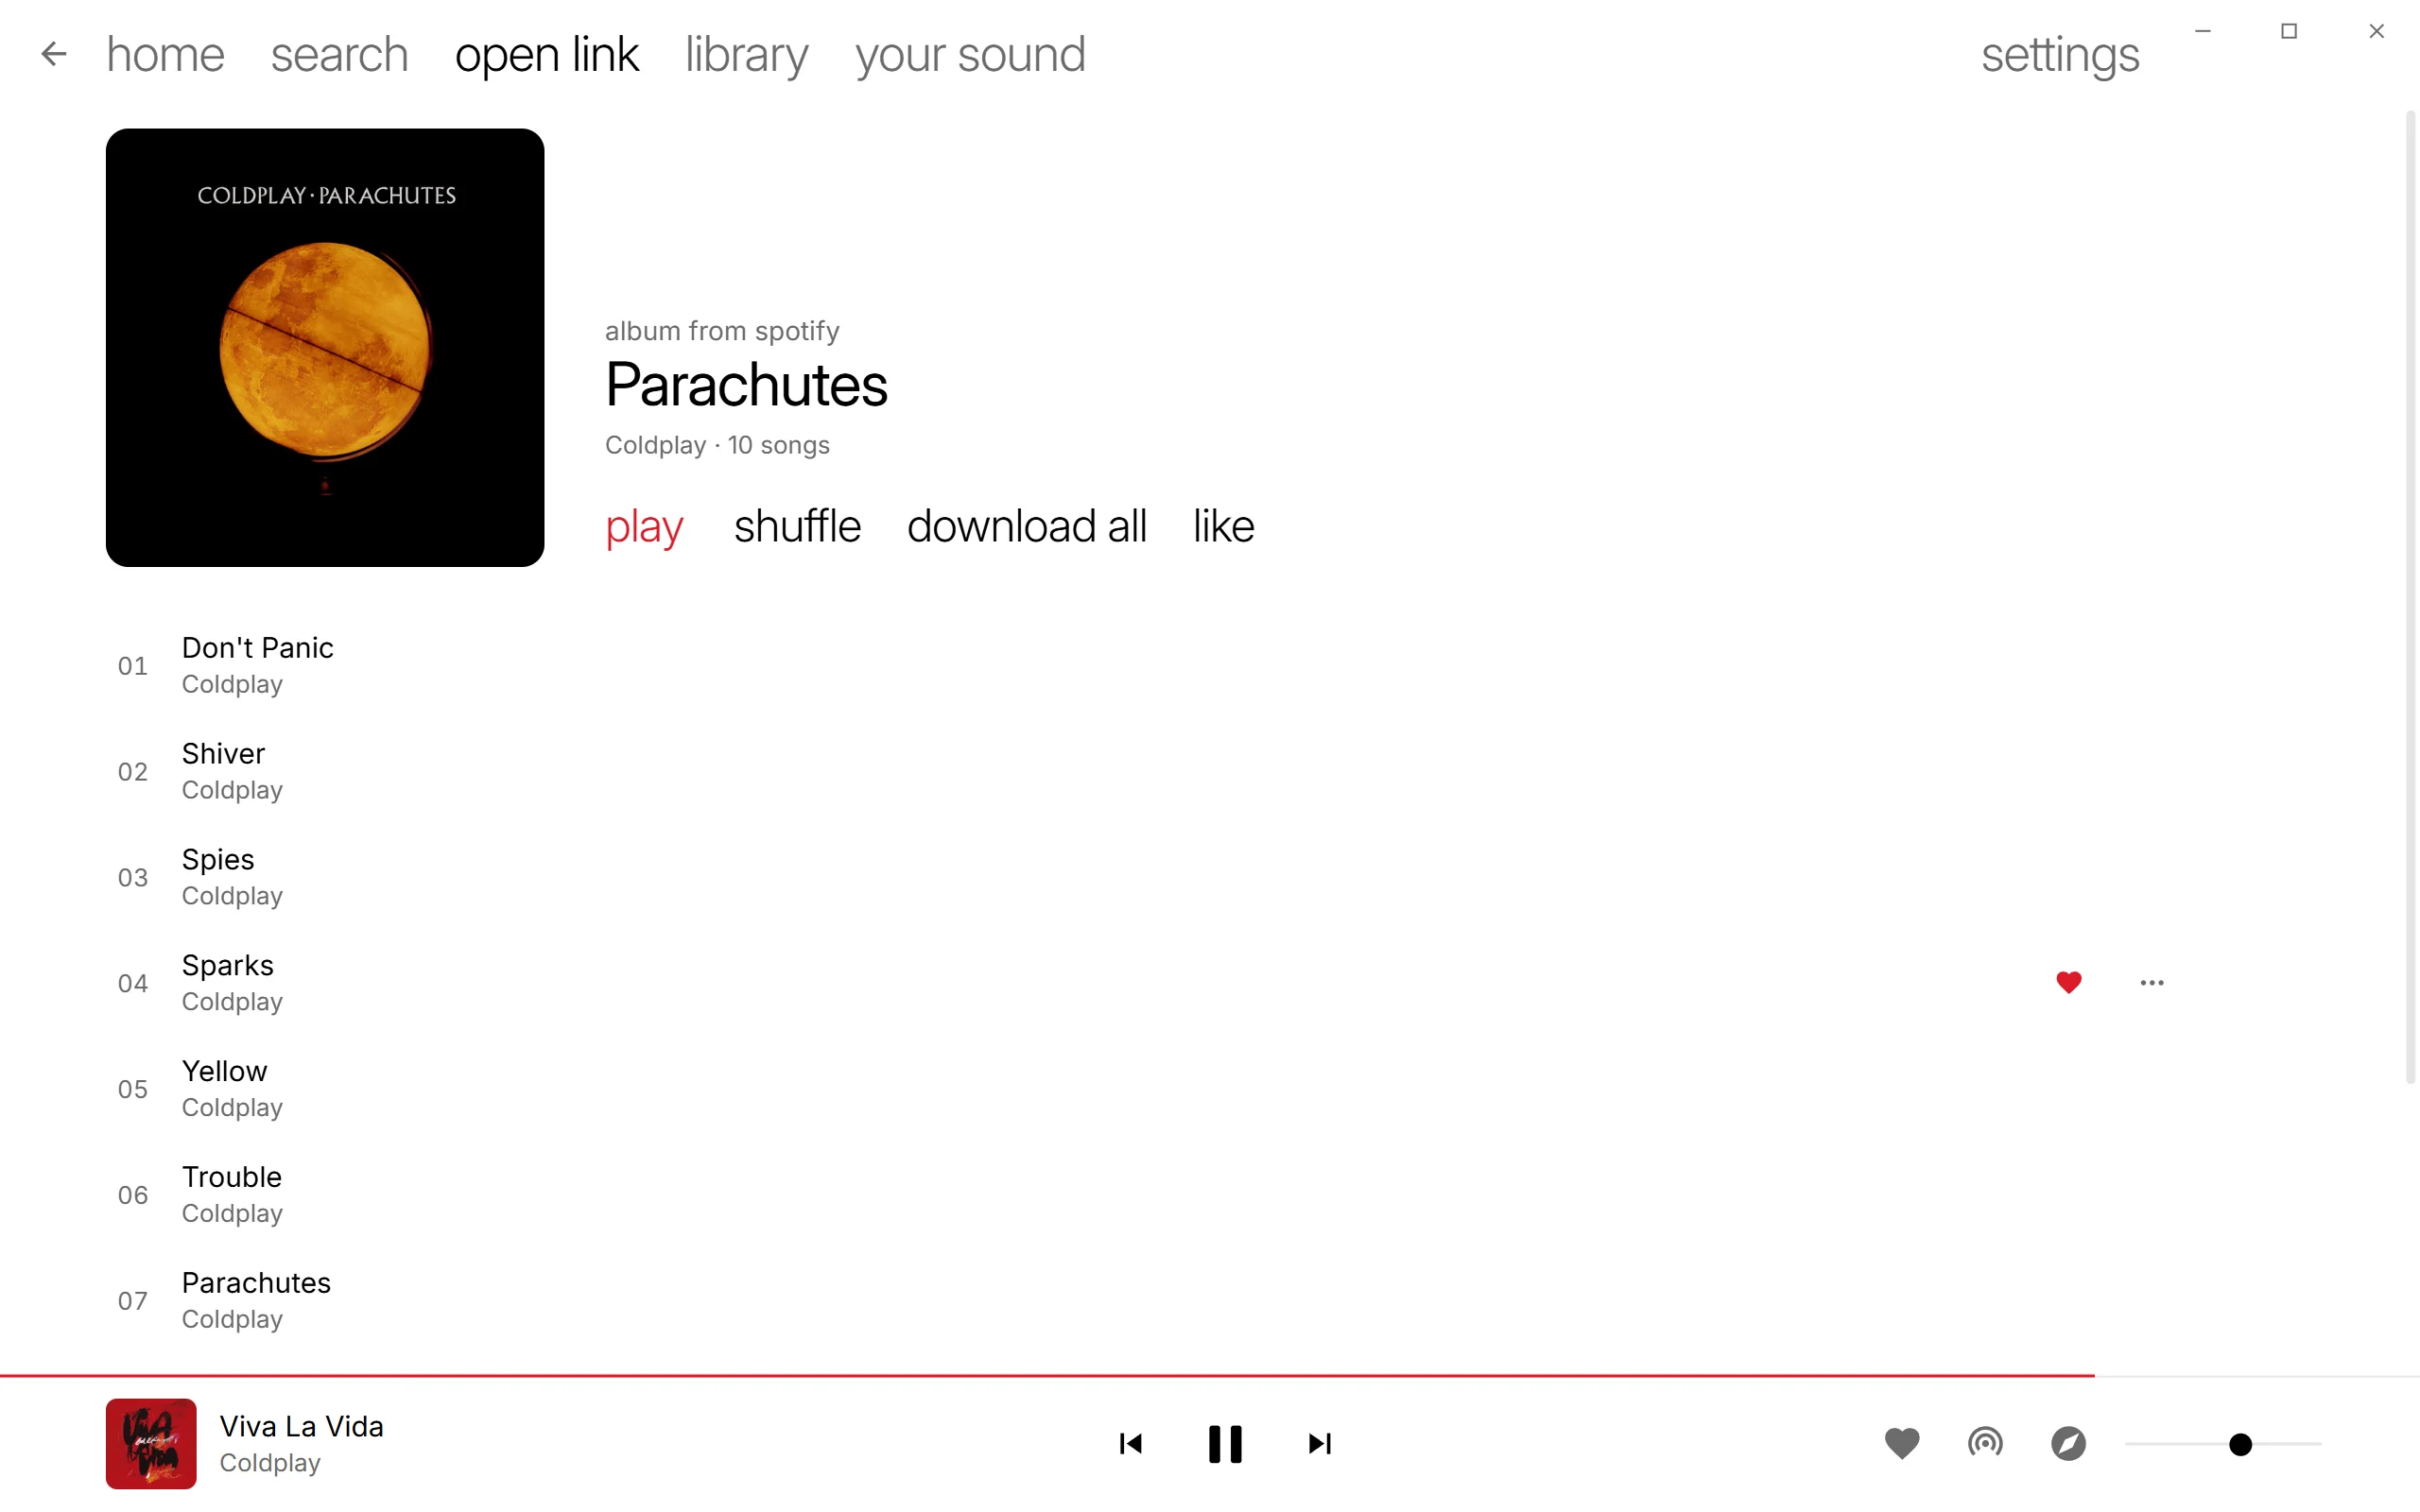 home search open link library your sound settings
COLDPLAY · PARACHUTES
album from spotify
Parachutes
Coldplay · 10 songs
play shuffle download all like
01 Don't Panic
Coldplay
02 Shiver
Coldplay
03 Spies
Coldplay
04 Sparks
Coldplay
05 Yellow
Coldplay
06 Trouble
Coldplay
07 Parachutes
Coldplay
Viva La Vida
Coldplay